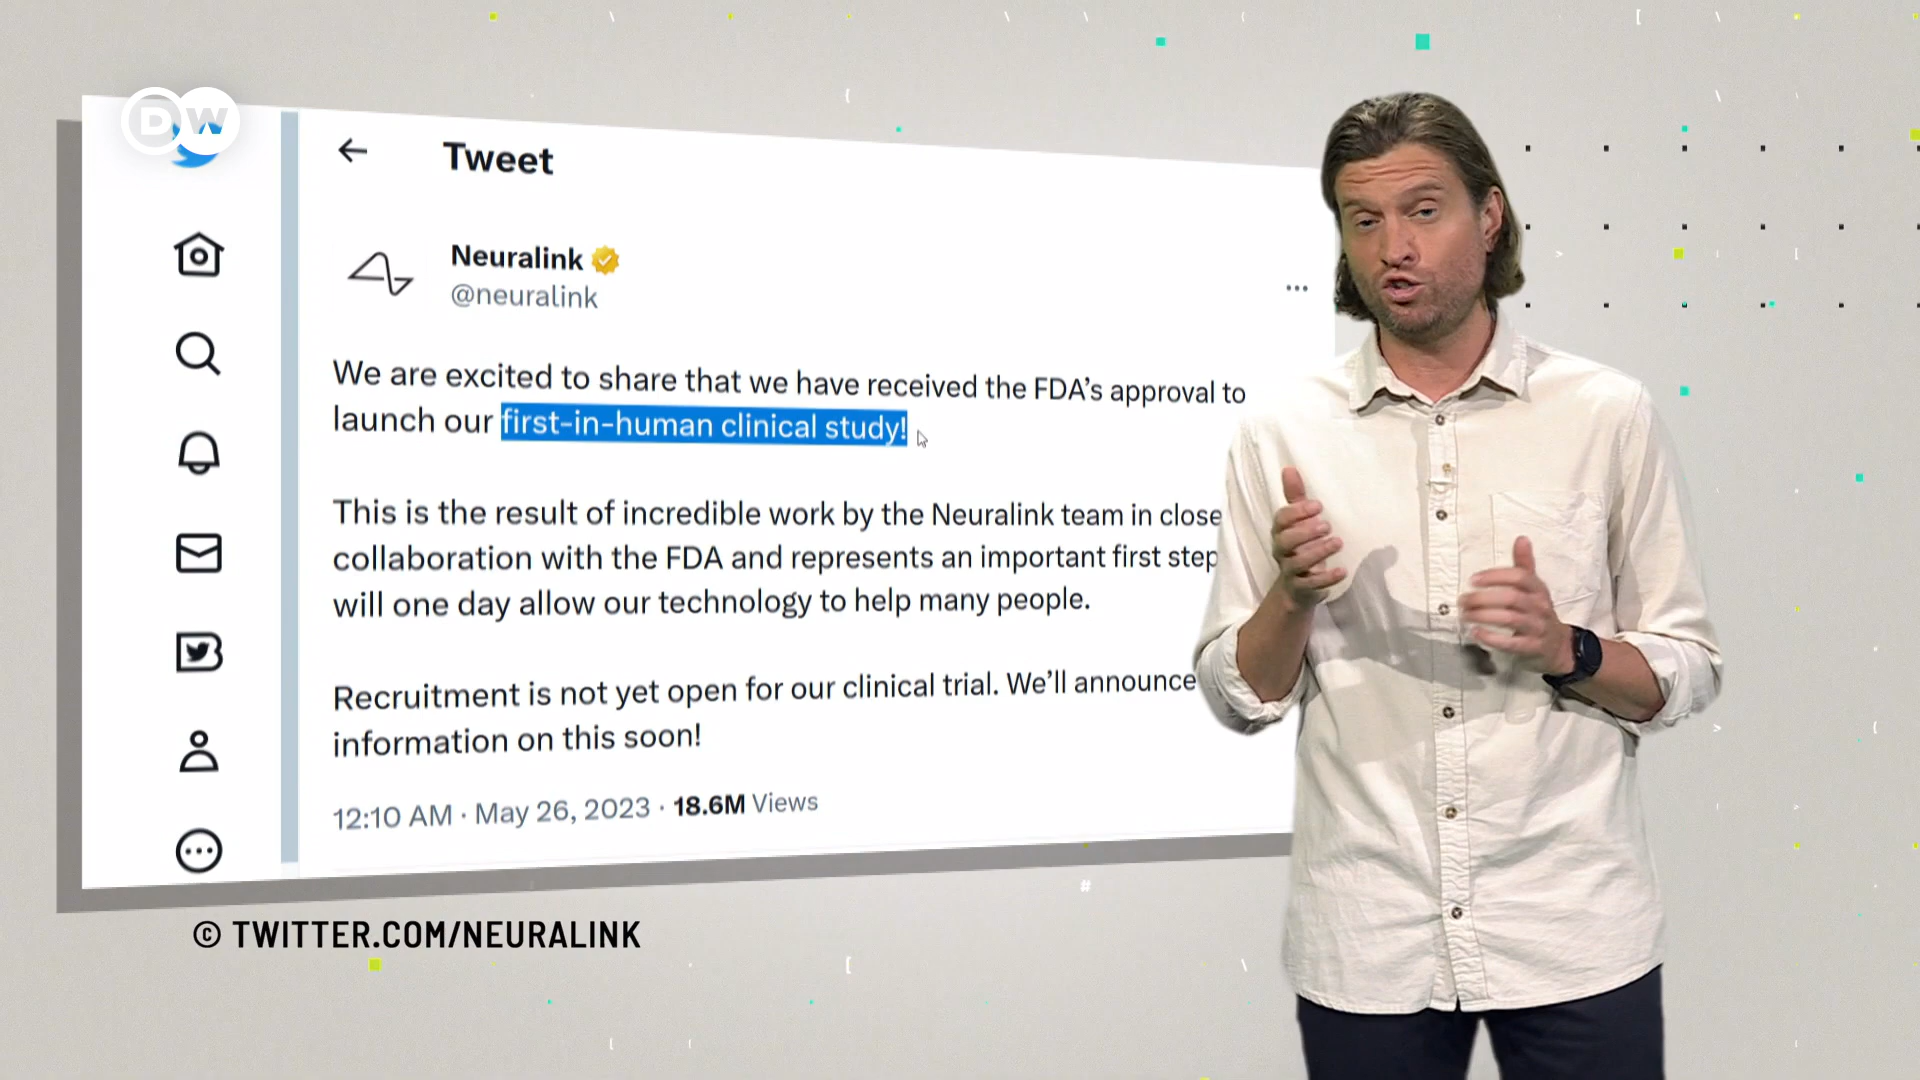 DW
Tweet
Neuralink
@neuralink
We are excited to share that we have received the FDA's approval to
launch our first-in-human clinical study!
This is the result of incredible work by the Neuralink team in close
collaboration with the FDA and represents an important first step
will one day allow our technology to help many people.
Recruitment is not yet open for our clinical trial. We'll announce
information on this soon!
12:10 AM · May 26, 2023 · 18.6M Views
© TWITTER.COM/NEURALINK